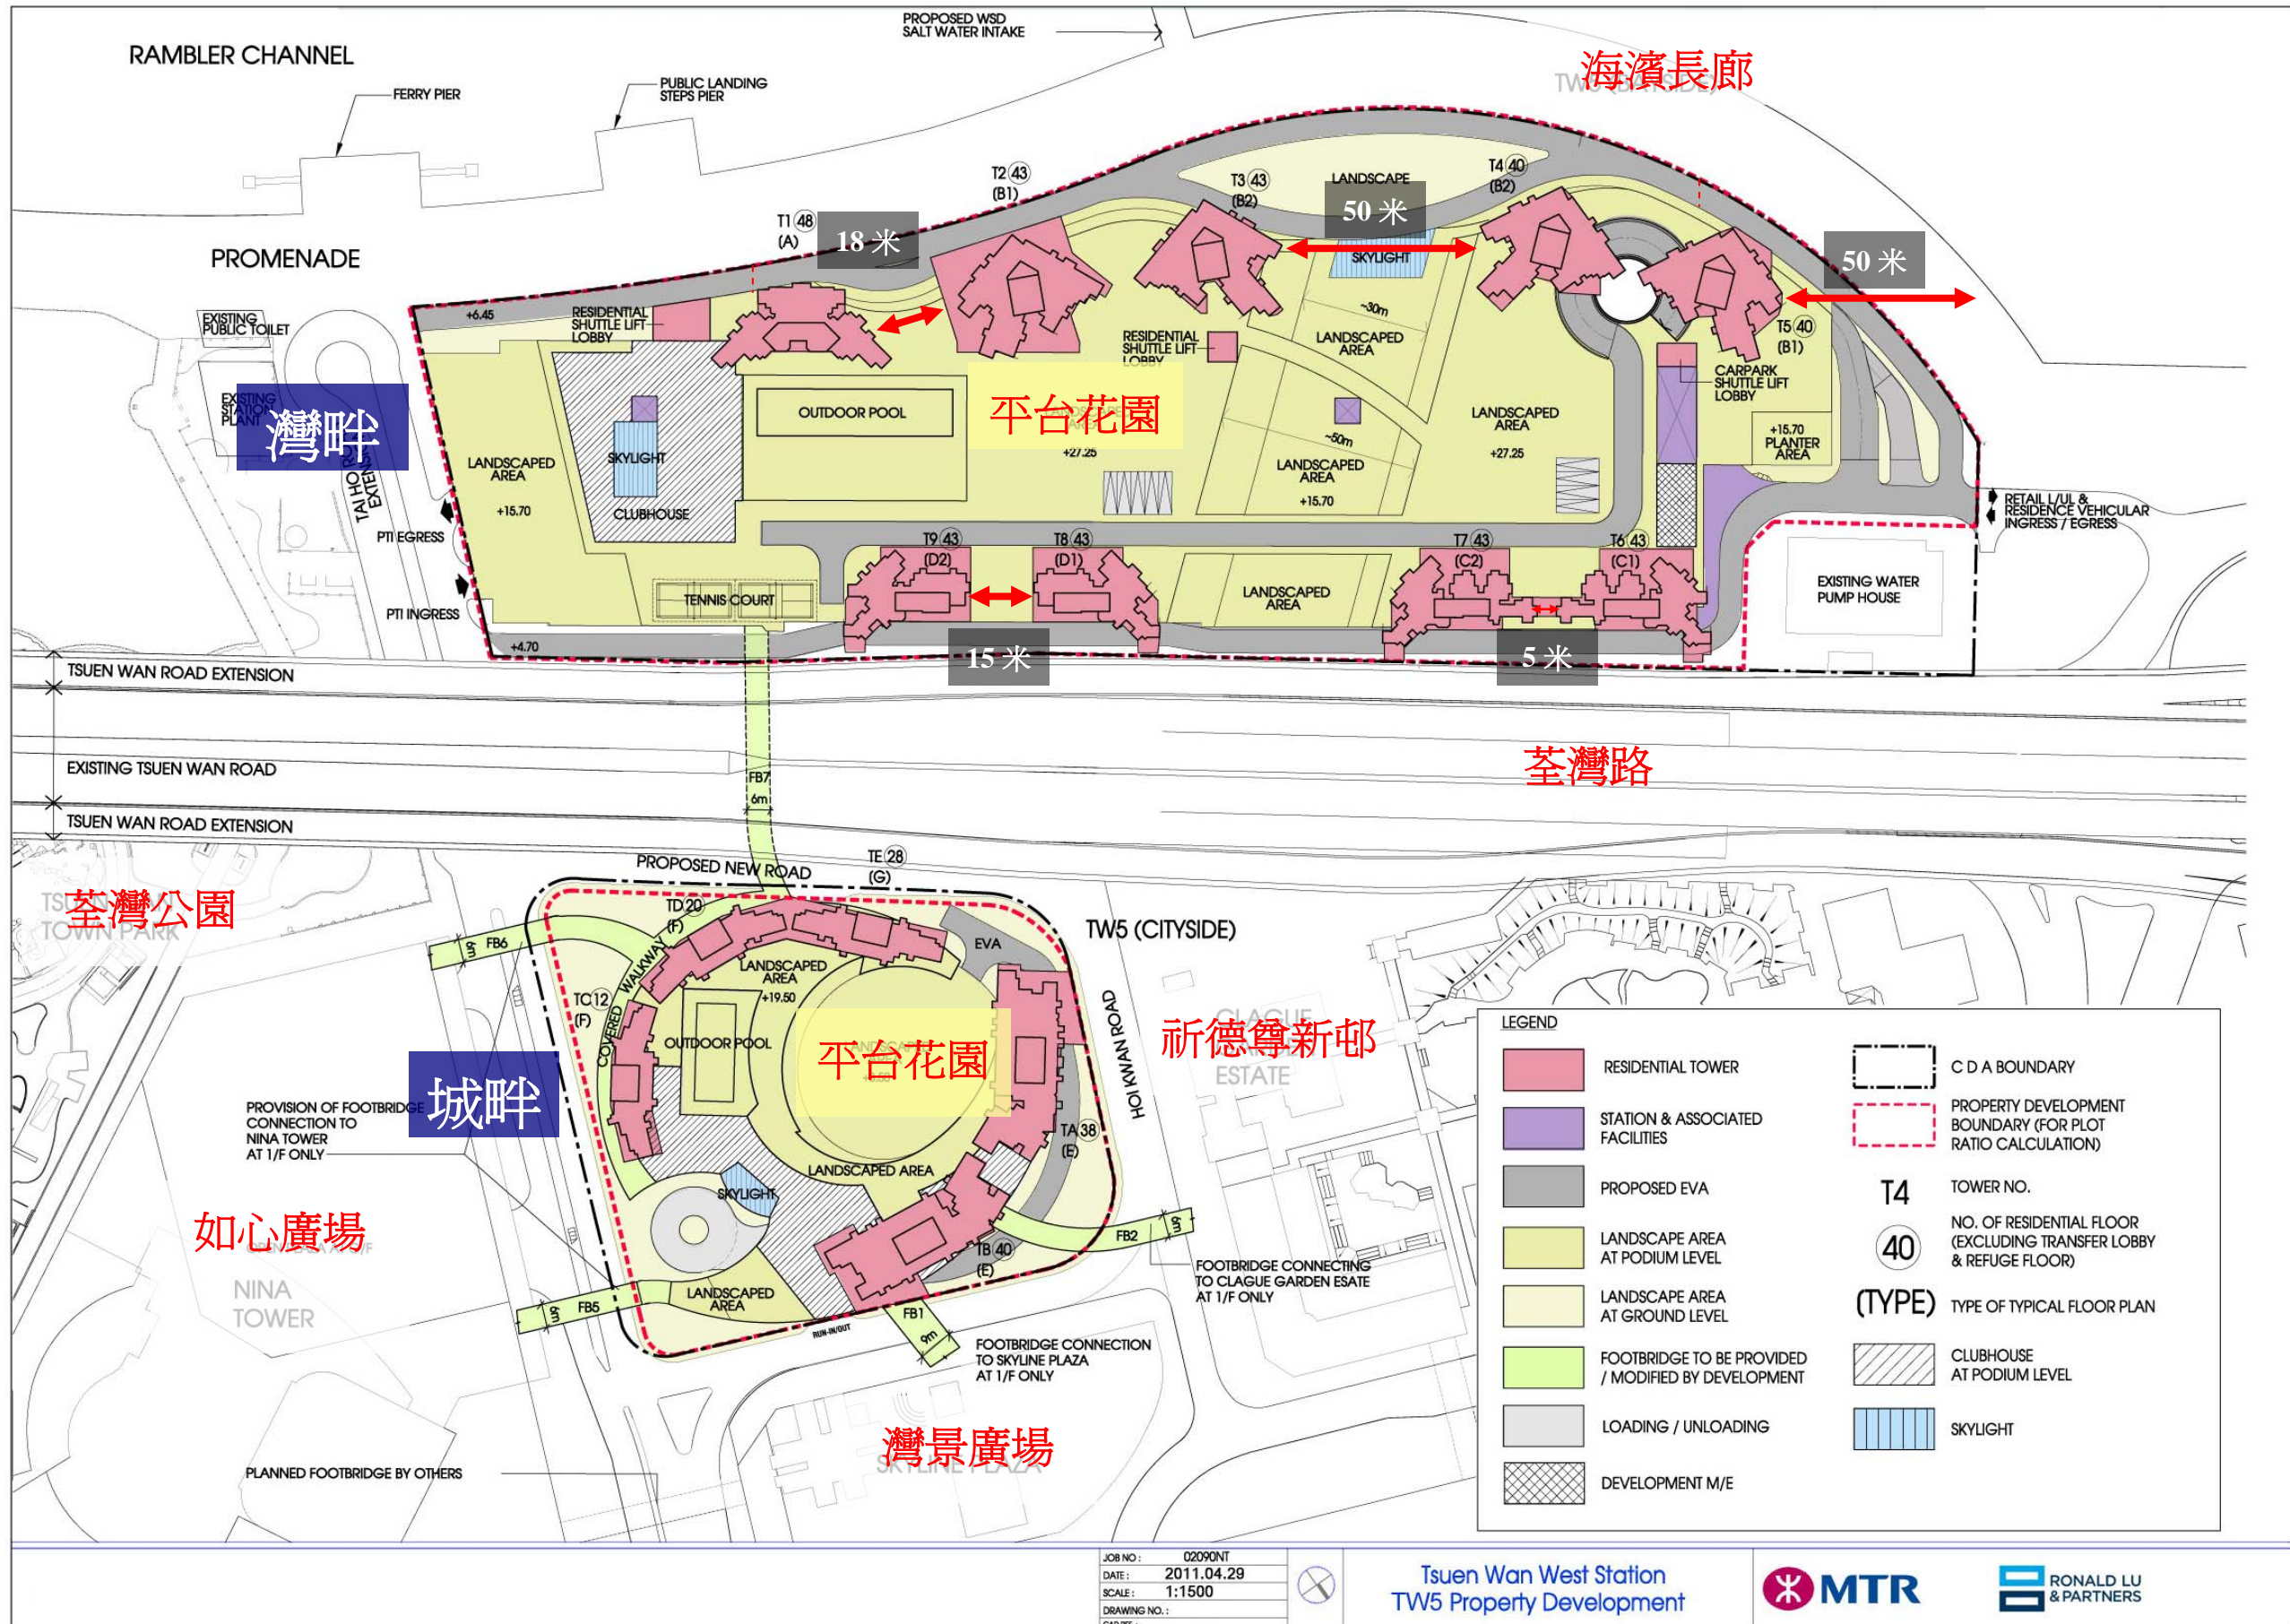 PROPOSED WSD
SALT WATER INTAKE
RAMBLER CHANNEL
海濱長廊
FERRY PIER
PUBLIC LANDING
STEPS PIER
T2 43
(B1)
T3 43
(B2)
LANDSCAPE
T4 40
(B2)
T1 48
(A)
18 米
50 米
50 米
PROMENADE
SKYLIGHT
EXISTING
PUBLIC TOILET
+6.45
RESIDENTIAL
SHUTTLE LIFT
LOBBY
~30m
RESIDENTIAL
SHUTTLE LIFT
LOBBY
LANDSCAPED
AREA
T5 40
(B1)
CARPARK
SHUTTLE LIFT
LOBBY
EXISTING
STATION
PLANT
灣畔
OUTDOOR POOL
平台花園
+27.25
LANDSCAPED
AREA
+27.25
+15.70
PLANTER
AREA
~50m
LANDSCAPED
AREA
+15.70
SKYLIGHT
LANDSCAPED
AREA
+15.70
CLUBHOUSE
EXTENSION
PTI EGRESS
PTI INGRESS
RETAIL L/UL &
RESIDENCE VEHICULAR
INGRESS / EGRESS
T9 43
(D2)
T8 43
(D1)
T7 43
(C2)
T6 43
(C1)
TENNIS COURT
LANDSCAPED
AREA
EXISTING WATER
PUMP HOUSE
+4.70
15 米
5 米
TSUEN WAN ROAD EXTENSION
EXISTING TSUEN WAN ROAD
荃灣路
FB7
6m
TSUEN WAN ROAD EXTENSION
PROPOSED NEW ROAD
TE 28
(G)
荃灣公園
TOWN PARK
TD 20
(F)
FB6
6m
EVA
TW5 (CITYSIDE)
COVERED WALKWAY
LANDSCAPED
AREA
+19.50
TC 12
(F)
OUTDOOR POOL
平台花園
HOI KWAN ROAD
CLAGUE
祈德尊新邨
ESTATE
城畔
PROVISION OF FOOTBRIDGE
CONNECTION TO
NINA TOWER
AT 1/F ONLY
TA 38
(E)
LANDSCAPED AREA
SKYLIGHT
如心廣場
NINA
TOWER
TB 40
(E)
FB2
6m
FOOTBRIDGE CONNECTING
TO CLAGUE GARDEN ESATE
AT 1/F ONLY
LANDSCAPED
AREA
FB5
6m
FB1
9m
RUN-IN/OUT
FOOTBRIDGE CONNECTION
TO SKYLINE PLAZA
AT 1/F ONLY
灣景廣場
SKYLINE PLAZA
PLANNED FOOTBRIDGE BY OTHERS
LEGEND
RESIDENTIAL TOWER
STATION & ASSOCIATED
FACILITIES
PROPOSED EVA
LANDSCAPE AREA
AT PODIUM LEVEL
LANDSCAPE AREA
AT GROUND LEVEL
FOOTBRIDGE TO BE PROVIDED
/ MODIFIED BY DEVELOPMENT
LOADING / UNLOADING
DEVELOPMENT M/E
C D A BOUNDARY
PROPERTY DEVELOPMENT
BOUNDARY (FOR PLOT
RATIO CALCULATION)
T4 TOWER NO.
40 NO. OF RESIDENTIAL FLOOR
(EXCLUDING TRANSFER LOBBY
& REFUGE FLOOR)
(TYPE) TYPE OF TYPICAL FLOOR PLAN
CLUBHOUSE
AT PODIUM LEVEL
SKYLIGHT
JOB NO : 02090NT
DATE : 2011.04.29
SCALE : 1:1500
DRAWING NO. :
Tsuen Wan West Station
TW5 Property Development
MTR
RONALD LU
& PARTNERS